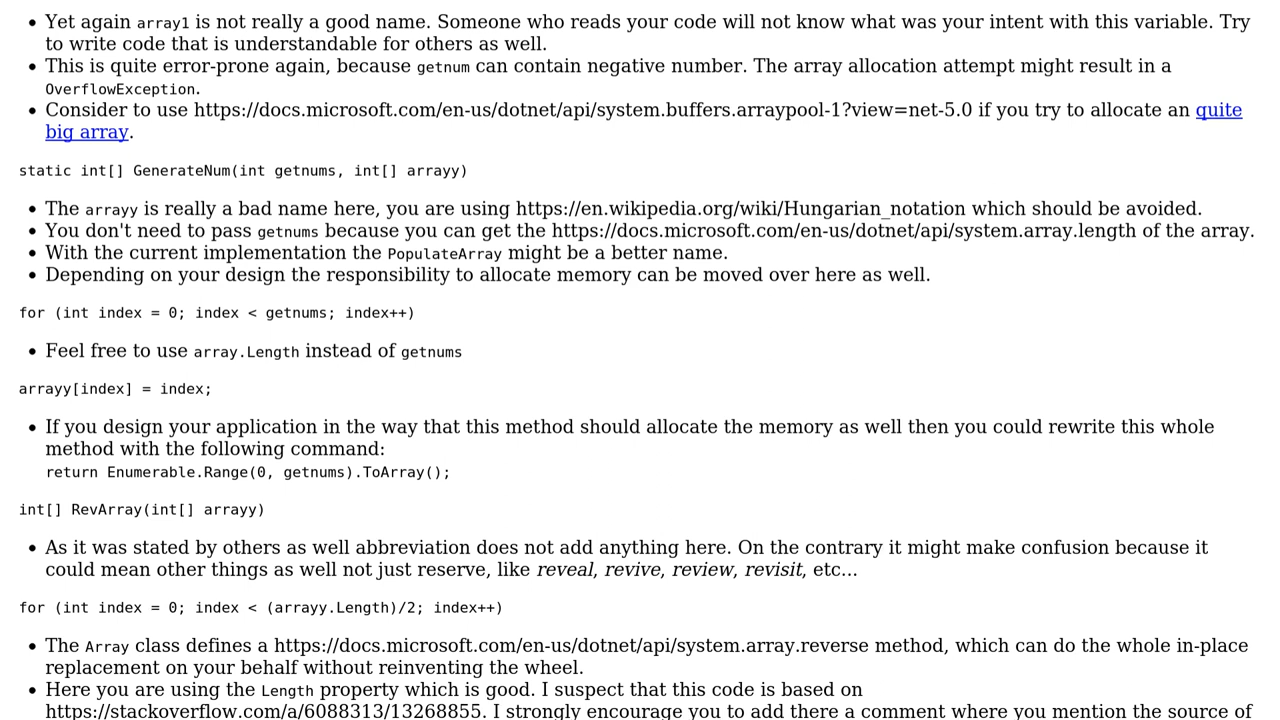 • Yet again array1 is not really a good name. Someone who reads your code will not know what was your intent with this variable. Try
to write code that is understandable for others as well.
• This is quite error-prone again, because getnum can contain negative number. The array allocation attempt might result in a
OverflowException.
• Consider to use https://docs.microsoft.com/en-us/dotnet/api/system.buffers.arraypool-1?view=net-5.0 if you try to allocate an quite
big array.
static int[] GenerateNum(int getnums, int[] arrayy)
• The arrayy is really a bad name here, you are using https://en.wikipedia.org/wiki/Hungarian_notation which should be avoided.
• You don't need to pass getnums because you can get the https://docs.microsoft.com/en-us/dotnet/api/system.array.length of the array.
• With the current implementation the PopulateArray might be a better name.
• Depending on your design the responsibility to allocate memory can be moved over here as well.
for (int index = 0; index < getnums; index++)
• Feel free to use array.Length instead of getnums
arrayy[index] = index;
• If you design your application in the way that this method should allocate the memory as well then you could rewrite this whole
method with the following command:
return Enumerable.Range(0, getnums).ToArray();
int[] RevArray(int[] arrayy)
• As it was stated by others as well abbreviation does not add anything here. On the contrary it might make confusion because it
could mean other things as well not just reserve, like reveal, revive, review, revisit, etc...
for (int index = 0; index < (arrayy.Length)/2; index++)
• The Array class defines a https://docs.microsoft.com/en-us/dotnet/api/system.array.reverse method, which can do the whole in-place
replacement on your behalf without reinventing the wheel.
• Here you are using the Length property which is good. I suspect that this code is based on
https://stackoverflow.com/a/6088313/13268855. I strongly encourage you to add there a comment where you mention the source of